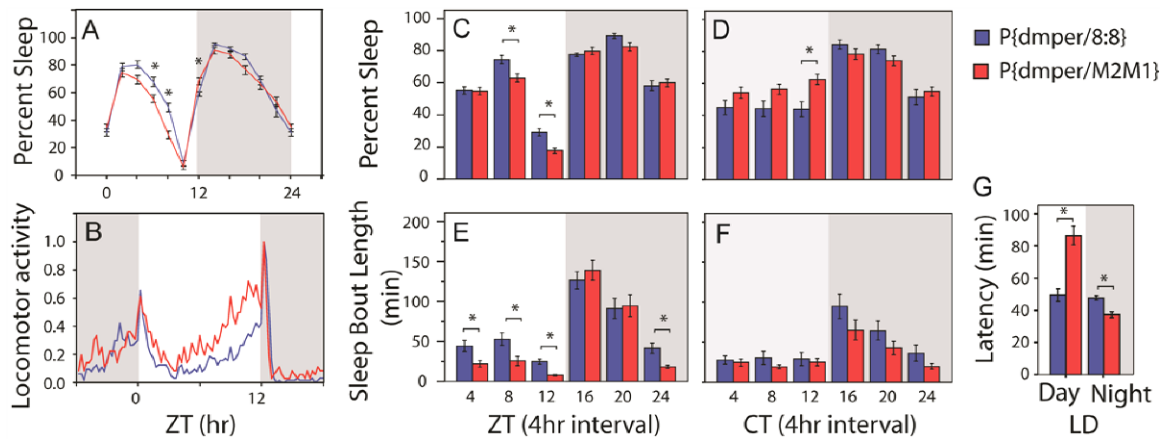 A
Percent Sleep
100
80
60
40
20
0
*
*
*
0
12
24
B
Locomotor activity
1.0
0.8
0.6
0.4
0.2
0.0
0
12
ZT (hr)
C
Percent Sleep
100
80
60
40
20
0
*
*
D
*
P{dmper/8:8}
P{dmper/M2M1}
E
Sleep Bout Length
(min)
200
150
100
50
0
*
*
*
*
4 8 12 16 20 24
ZT (4hr interval)
F
4 8 12 16 20 24
CT (4hr interval)
G
Latency (min)
100
80
60
40
20
0
*
*
Day Night
LD